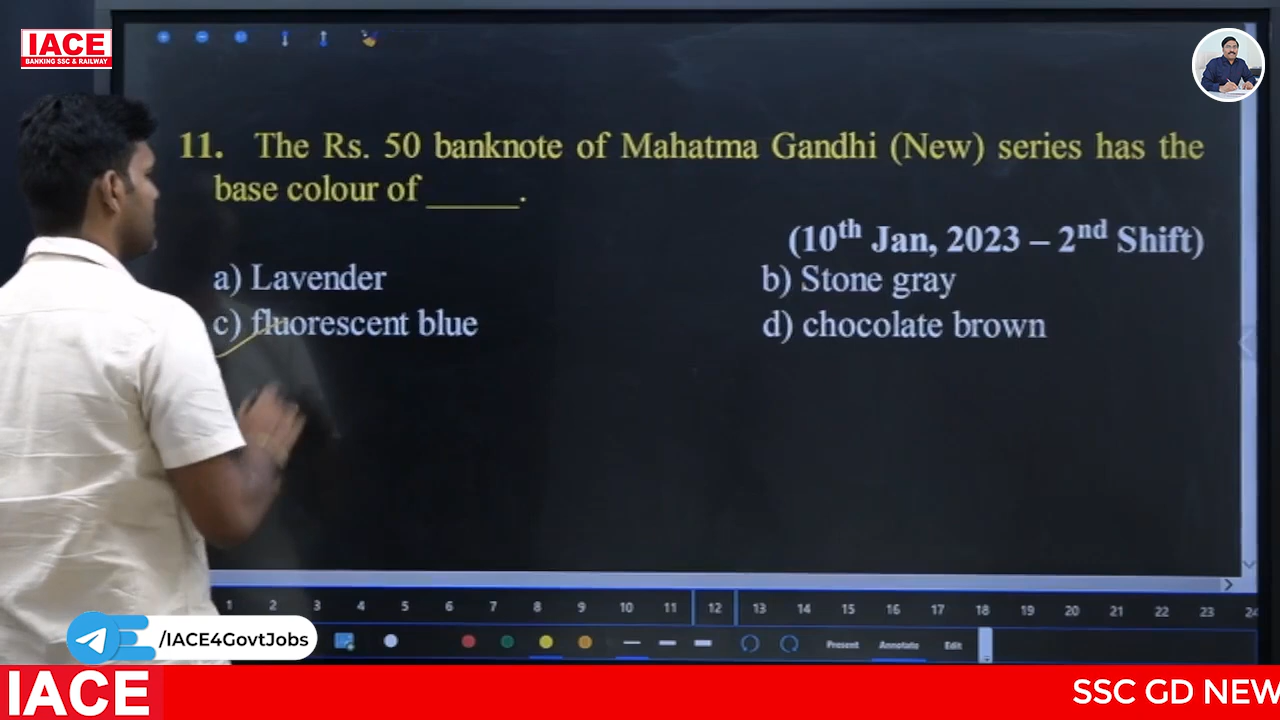 IACE
BANKING SSC & RAILWAY
11. The Rs. 50 banknote of Mahatma Gandhi (New) series has the
base colour of _____.
(10th Jan, 2023 – 2nd Shift)
a) Lavender
b) Stone gray
c) fluorescent blue
d) chocolate brown
1 2 3 4 5 6 7 8 9 10 11 12 13 14 15 16 17 18 19 20 21 22 23 24
Present Annotate Edit
/IACE4GovtJobs
IACE
SSC GD NEW